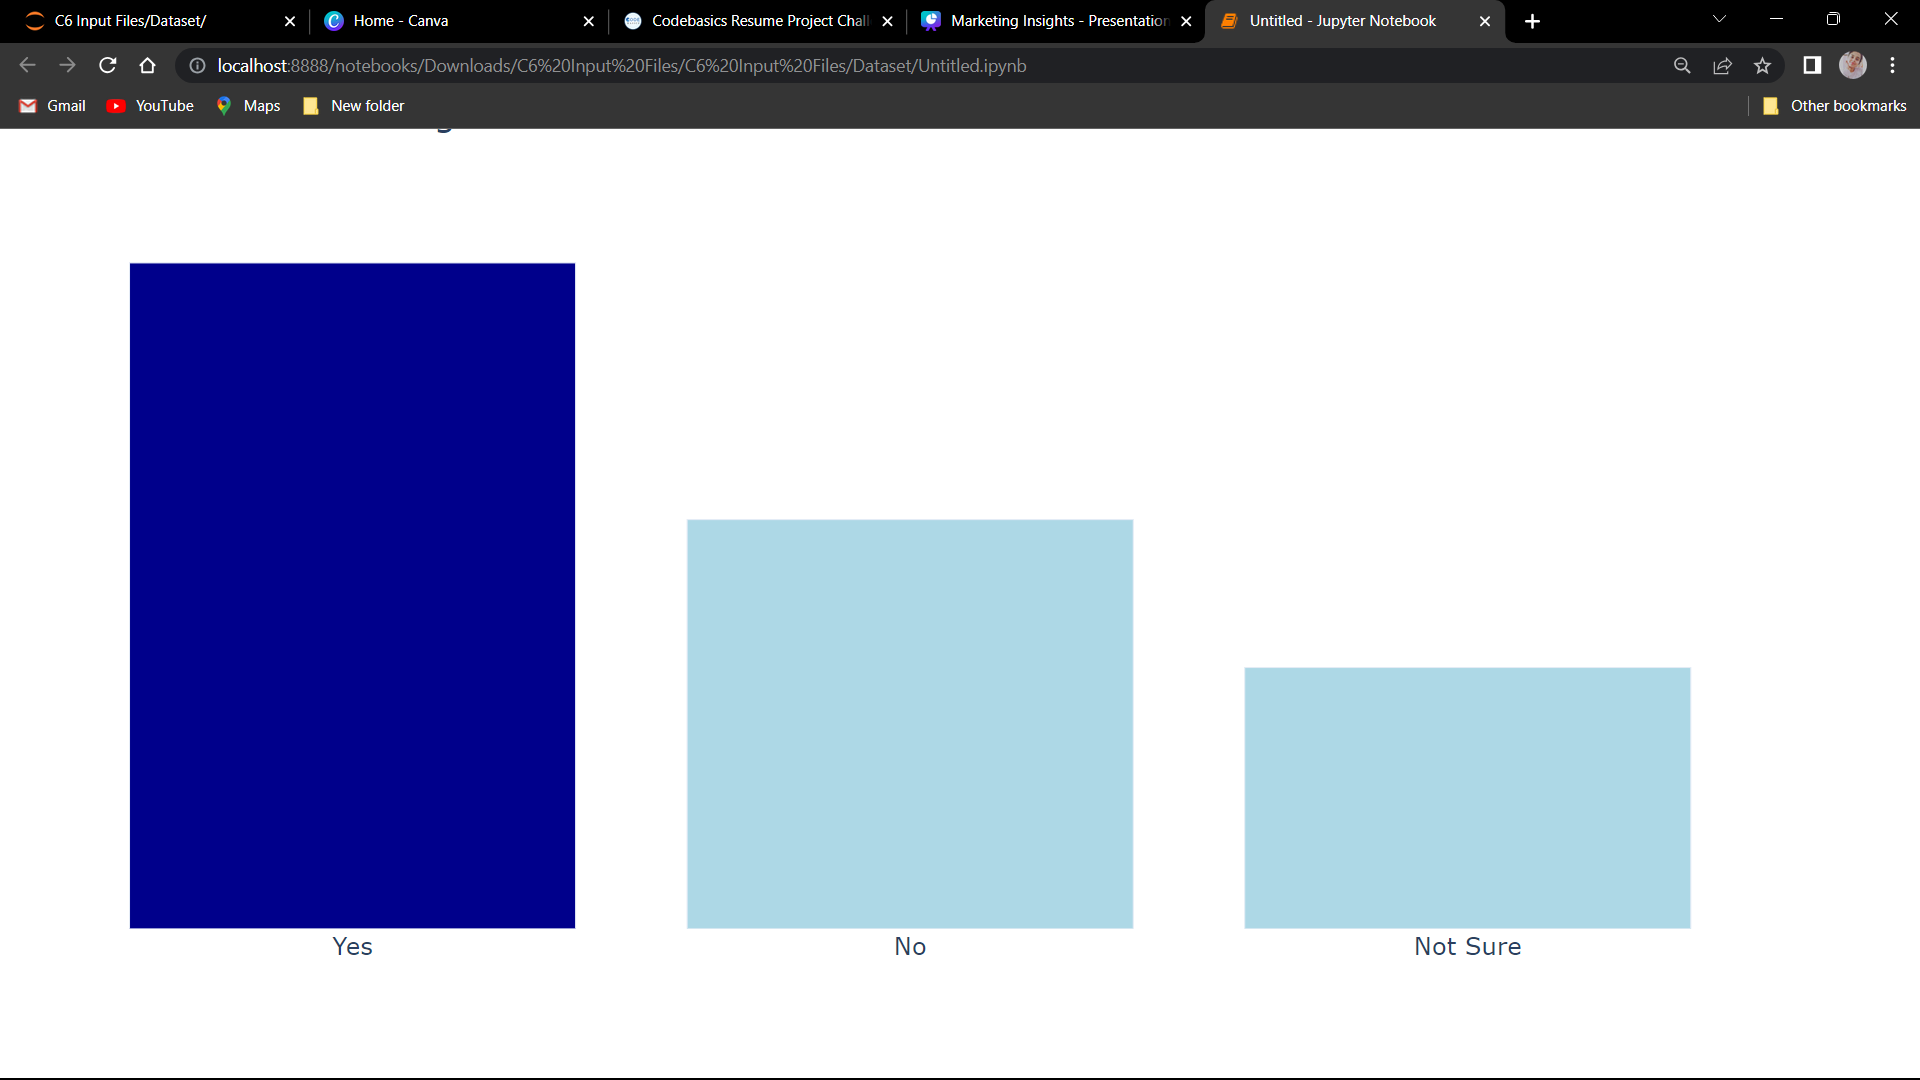 C6 Input Files/Dataset/
Home - Canva
Codebasics Resume Project Chall
Marketing Insights - Presentation
Untitled - Jupyter Notebook
localhost:8888/notebooks/Downloads/C6%20Input%20Files/C6%20Input%20Files/Dataset/Untitled.ipynb
Gmail
YouTube
Maps
New folder
Other bookmarks
Yes
No
Not Sure